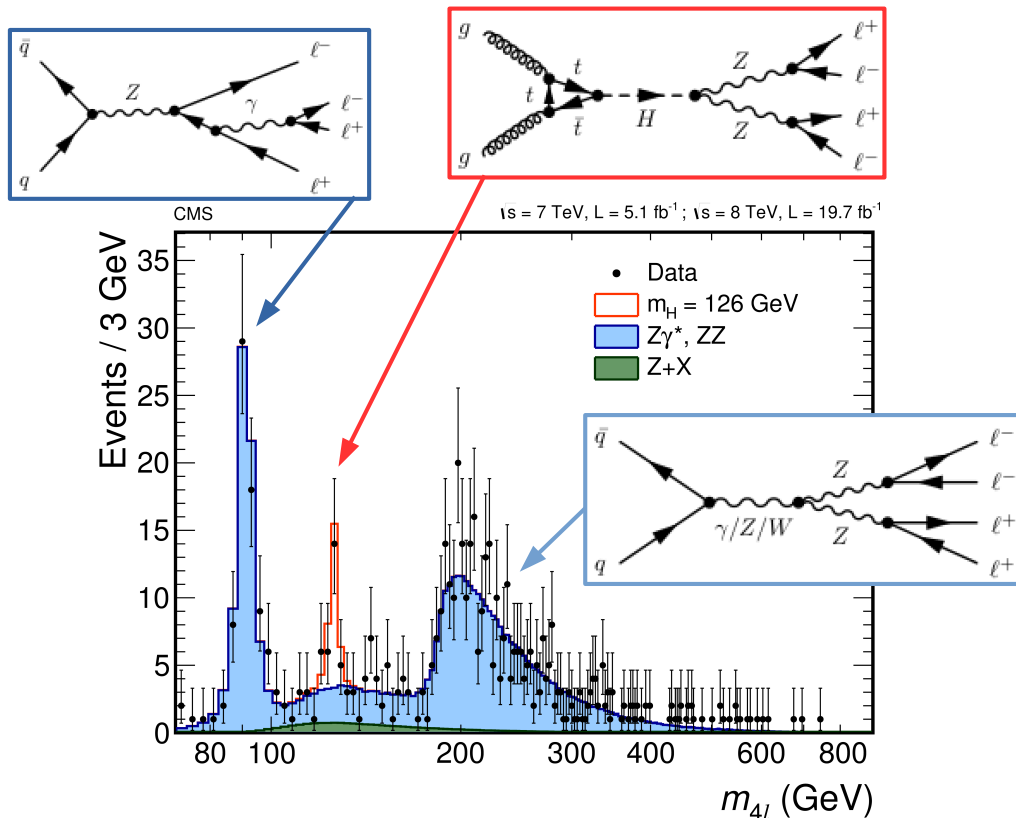 q̄
q
Z
γ
ℓ⁻
ℓ⁻
ℓ⁺
ℓ⁺
g
g
t
t
t̄
H
Z
Z
ℓ⁺
ℓ⁻
ℓ⁺
ℓ⁻
CMS
√s = 7 TeV, L = 5.1 fb⁻¹ ; √s = 8 TeV, L = 19.7 fb⁻¹
Events / 3 GeV
35
30
25
20
15
10
5
0
Data
m_H = 126 GeV
Zγ*, ZZ
Z+X
q̄
q
γ/Z/W
Z
Z
ℓ⁻
ℓ⁻
ℓ⁺
ℓ⁺
80 100 200 300 400 600 800
m_4l (GeV)